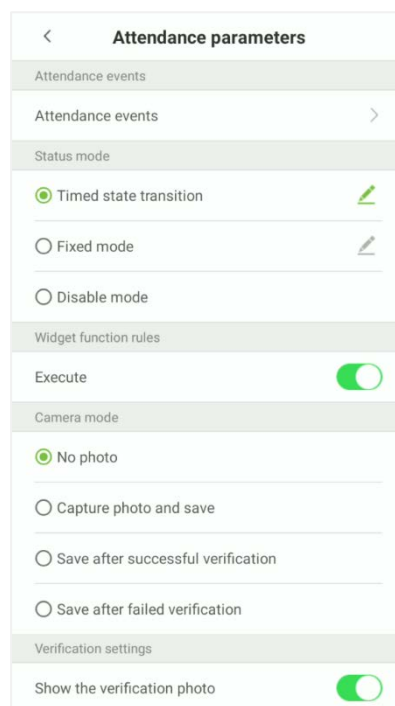 Attendance parameters
Attendance events
Attendance events
Status mode
Timed state transition
Fixed mode
Disable mode
Widget function rules
Execute
Camera mode
No photo
Capture photo and save
Save after successful verification
Save after failed verification
Verification settings
Show the verification photo